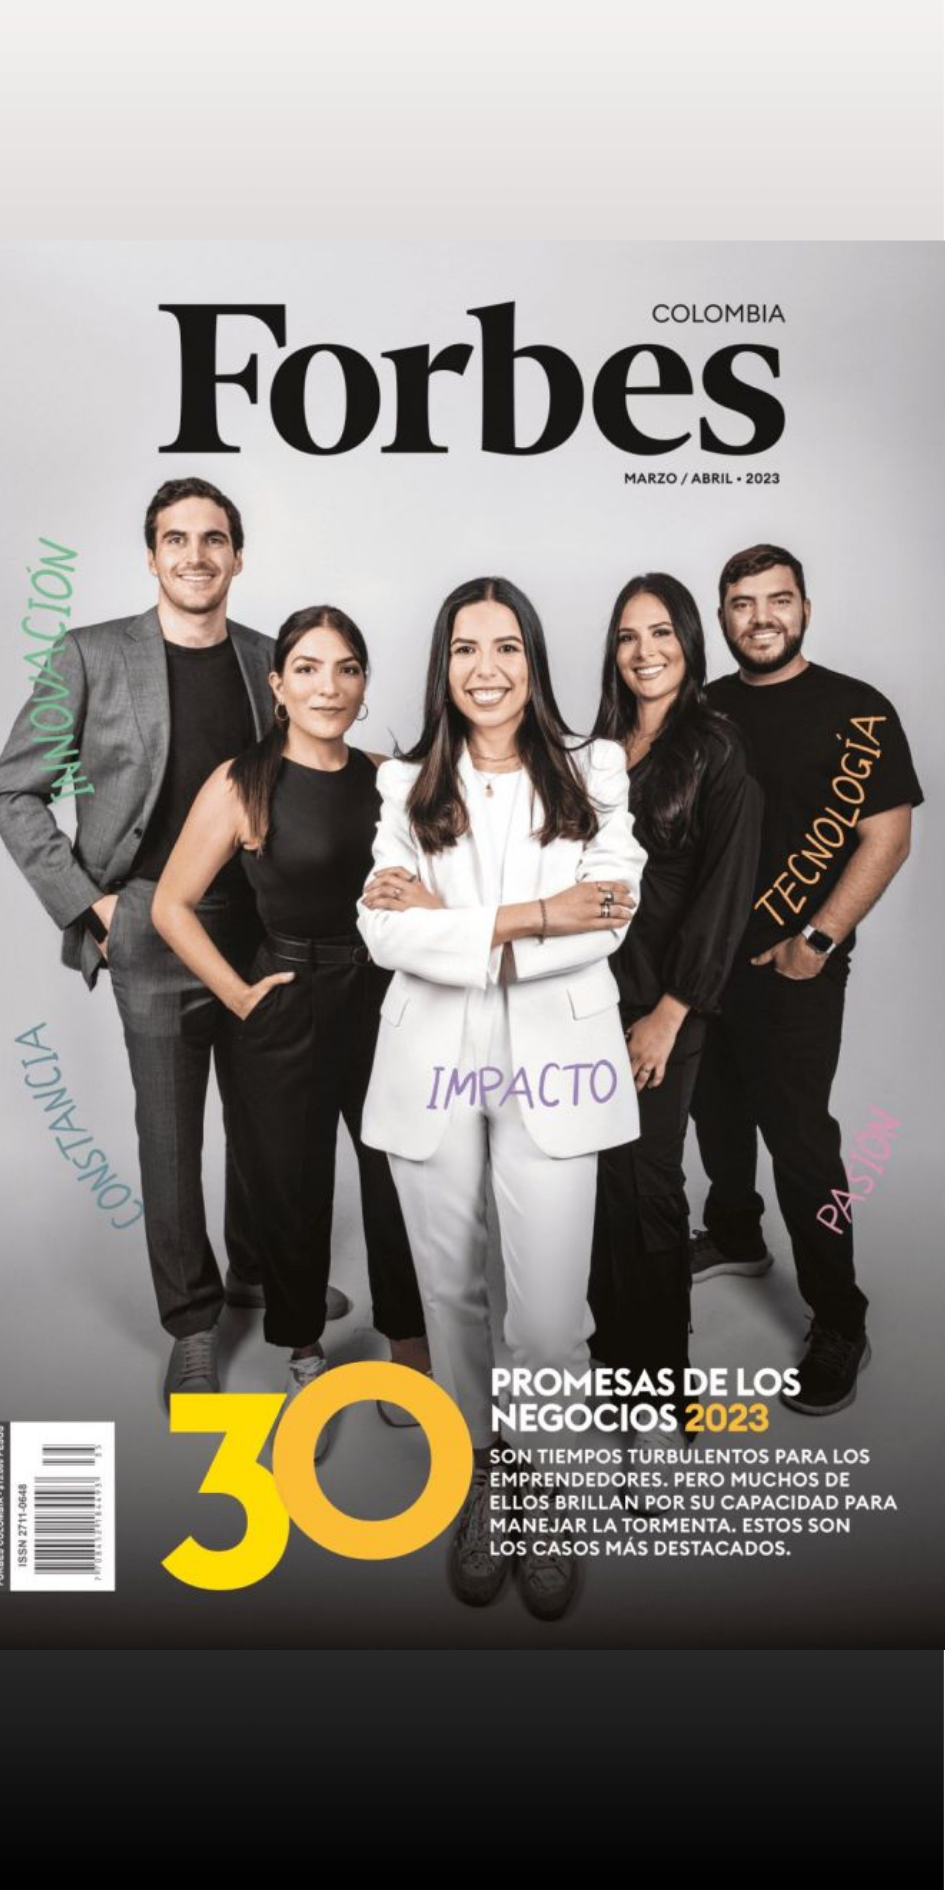 COLOMBIA
Forbes
MARZO / ABRIL • 2023
INNOVACIÓN
TECNOLOGÍA
CONSTANCIA
IMPACTO
PASIÓN
30
PROMESAS DE LOS
NEGOCIOS 2023
SON TIEMPOS TURBULENTOS PARA LOS
EMPRENDEDORES. PERO MUCHOS DE
ELLOS BRILLAN POR SU CAPACIDAD PARA
MANEJAR LA TORMENTA. ESTOS SON
LOS CASOS MÁS DESTACADOS.
ISSN 2711-0648